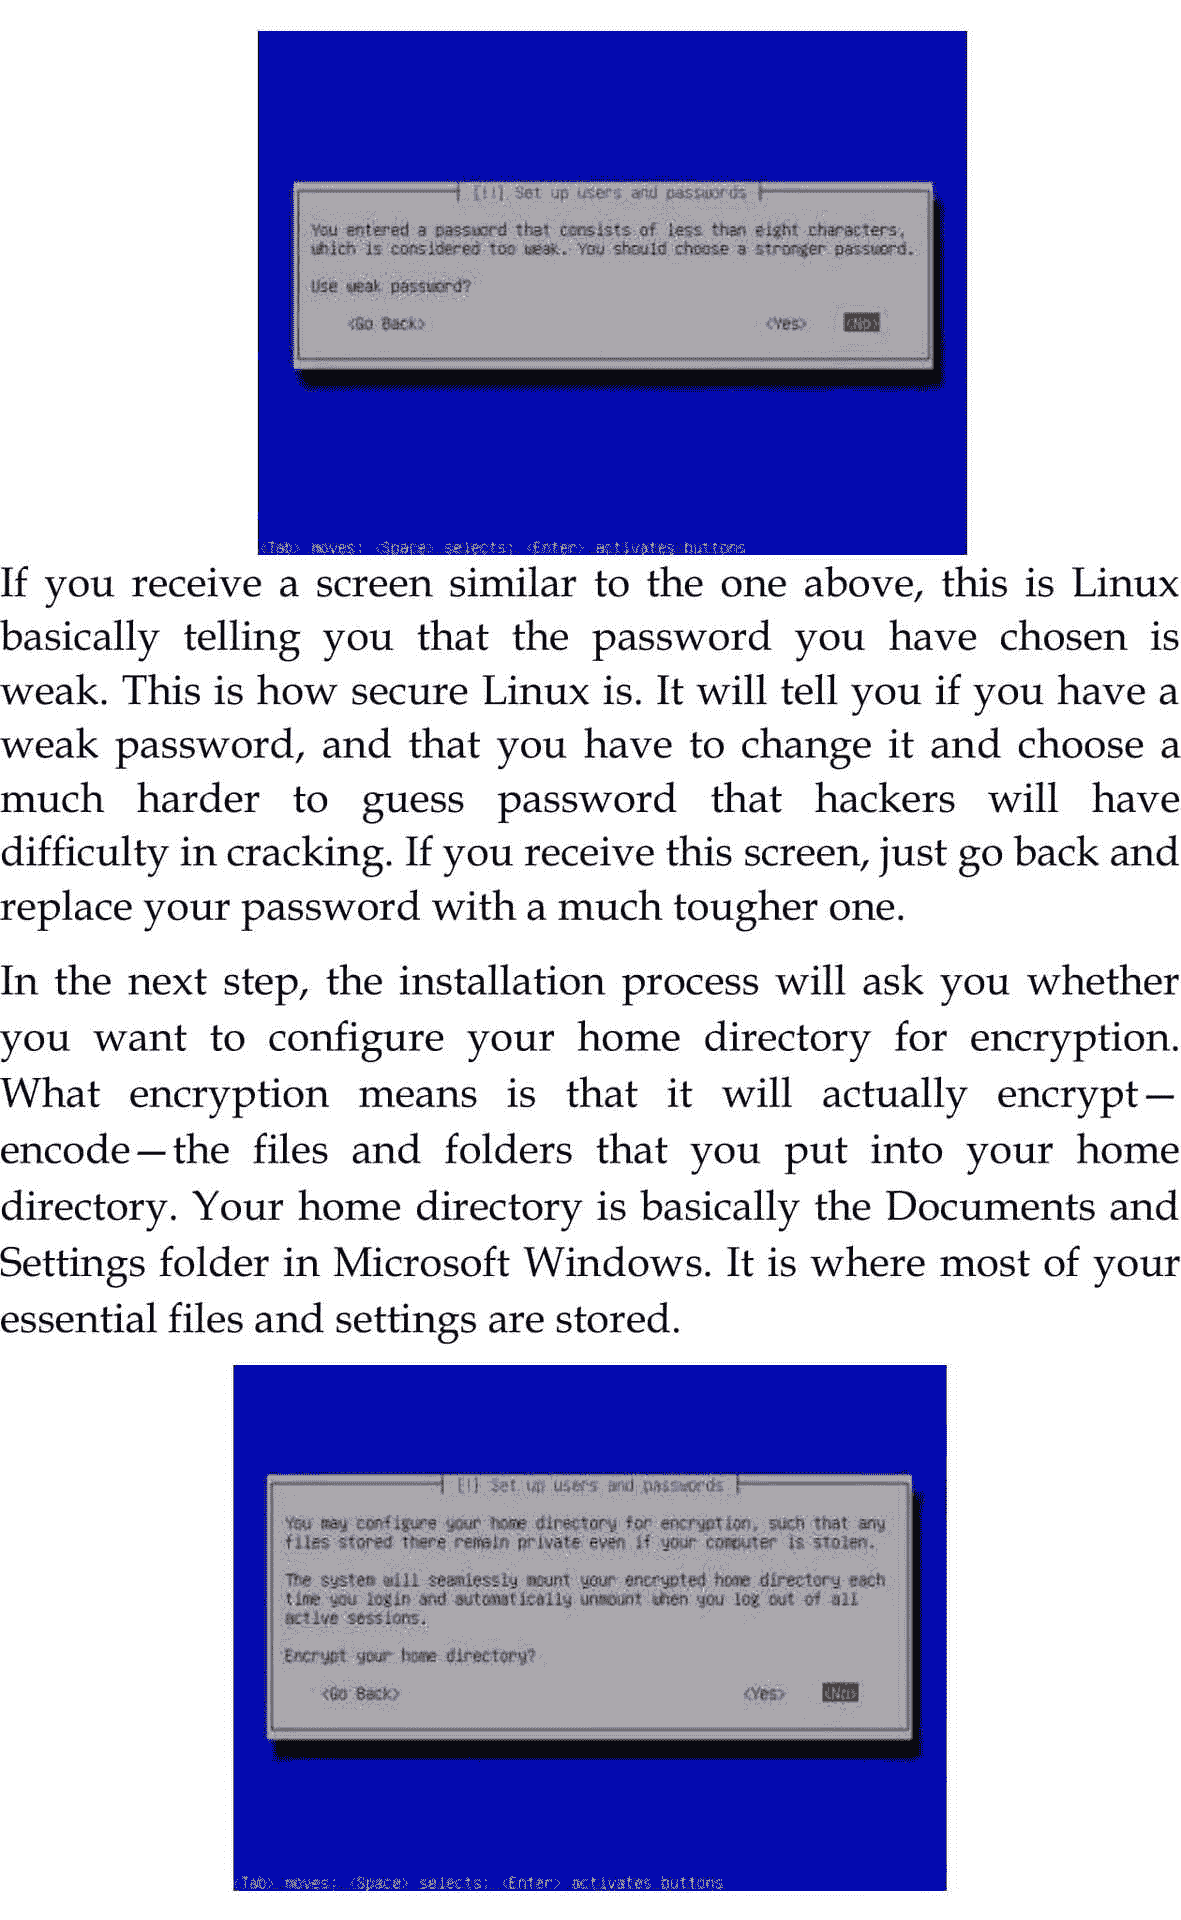 [!!] Set up users and passwords
You entered a password that consists of less than eight characters,
which is considered too weak. You should choose a stronger password.
Use weak password?
<Go Back> <Yes> <No>
<Tab> moves; <Space> selects; <Enter> activates buttons
If you receive a screen similar to the one above, this is Linux
basically telling you that the password you have chosen is
weak. This is how secure Linux is. It will tell you if you have a
weak password, and that you have to change it and choose a
much harder to guess password that hackers will have
difficulty in cracking. If you receive this screen, just go back and
replace your password with a much tougher one.
In the next step, the installation process will ask you whether
you want to configure your home directory for encryption.
What encryption means is that it will actually encrypt—
encode—the files and folders that you put into your home
directory. Your home directory is basically the Documents and
Settings folder in Microsoft Windows. It is where most of your
essential files and settings are stored.
[!] Set up users and passwords
You may configure your home directory for encryption, such that any
files stored there remain private even if your computer is stolen.
The system will seamlessly mount your encrypted home directory each
time you login and automatically unmount when you log out of all
active sessions.
Encrypt your home directory?
<Go Back> <Yes> <No>
<Tab> moves; <Space> selects; <Enter> activates buttons